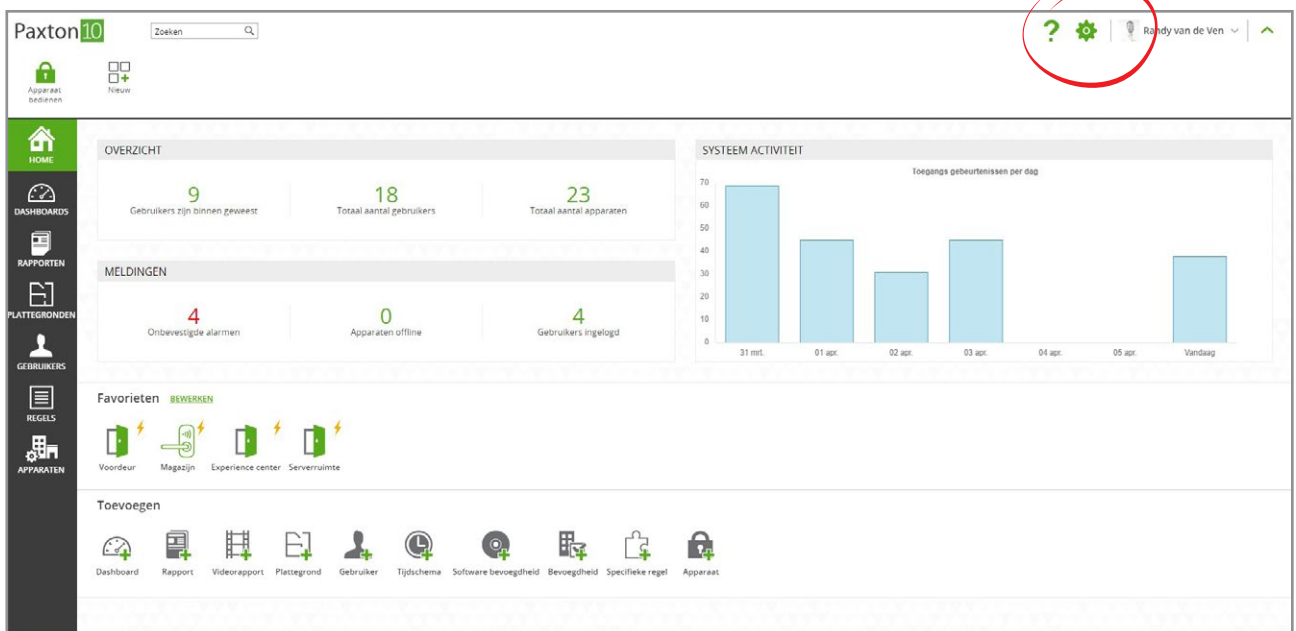 Paxton10
Zoeken
? Randy van de Ven
Apparaat
bedienen
Nieuw
HOME
DASHBOARDS
RAPPORTEN
PLATTEGRONDEN
GEBRUIKERS
REGELS
APPARATEN
OVERZICHT
9
Gebruikers zijn binnen geweest
18
Totaal aantal gebruikers
23
Totaal aantal apparaten
MELDINGEN
4
Onbevestigde alarmen
0
Apparaten offline
4
Gebruikers ingelogd
SYSTEEM ACTIVITEIT
Toegangs gebeurtenissen per dag
70
60
50
40
30
20
10
0
31 mrt. 01 apr. 02 apr. 03 apr. 04 apr. 05 apr. Vandaag
Favorieten BEWERKEN
Voordeur Magazijn Experience center Serverruimte
Toevoegen
Dashboard Rapport Videorapport Plattegrond Gebruiker Tijdschema Software bevoegdheid Bevoegdheid Specifieke regel Apparaat